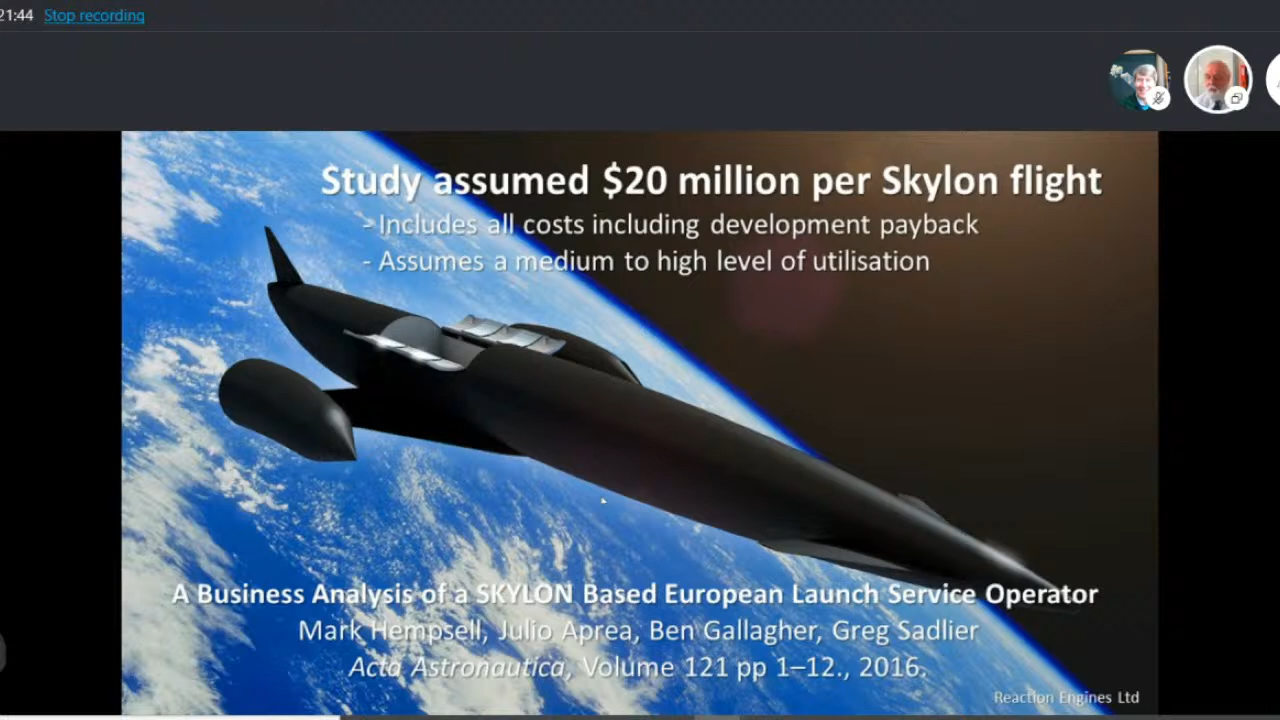 21:44 Stop recording
Study assumed $20 million per Skylon flight
- Includes all costs including development payback
- Assumes a medium to high level of utilisation
A Business Analysis of a SKYLON Based European Launch Service Operator
Mark Hempsell, Julio Aprea, Ben Gallagher, Greg Sadlier
Acta Astronautica, Volume 121 pp 1–12., 2016.
Reaction Engines Ltd